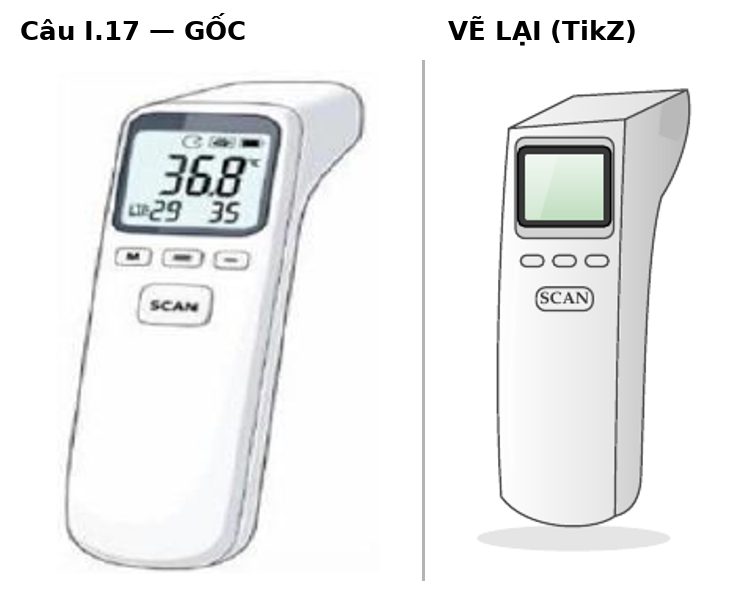 Câu I.17 — GỐC
VẼ LẠI (TikZ)
36.8 °C
29 35
M
SCAN
SCAN